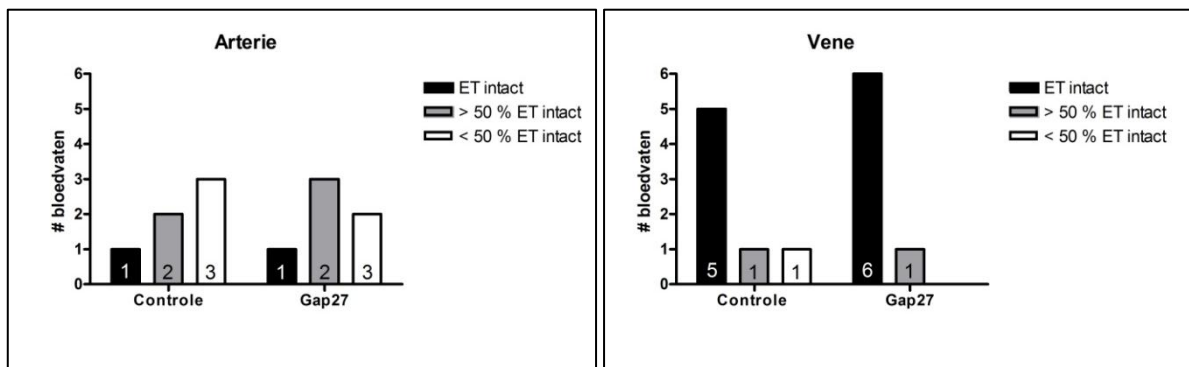 Arterie
# bloedvaten
6
5
4
3
2
1
0
1 2 3 1 2 3
Controle Gap27
ET intact
> 50 % ET intact
< 50 % ET intact
Vene
# bloedvaten
6
5
4
3
2
1
0
5 1 1 6 1
Controle Gap27
ET intact
> 50 % ET intact
< 50 % ET intact